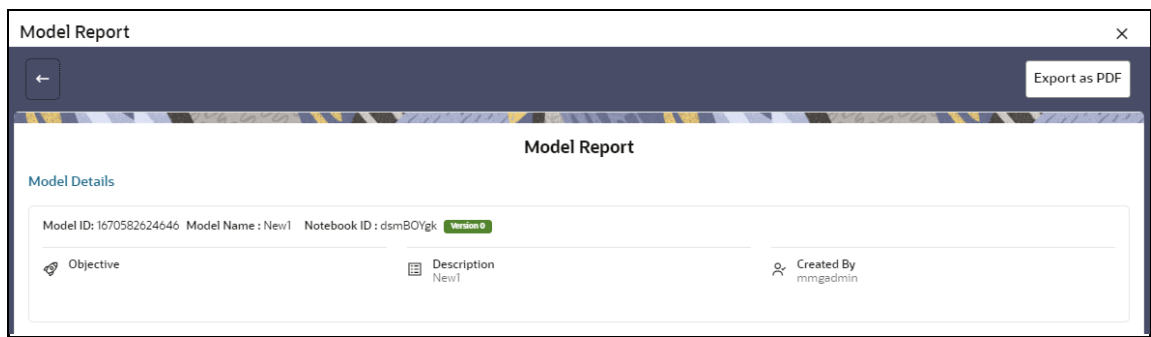 Model Report
Export as PDF
Model Report
Model Details
Model ID: 1670582624646 Model Name : New1 Notebook ID : dsmBOYgk Version 0
Objective Description Created By
New1 mmgadmin